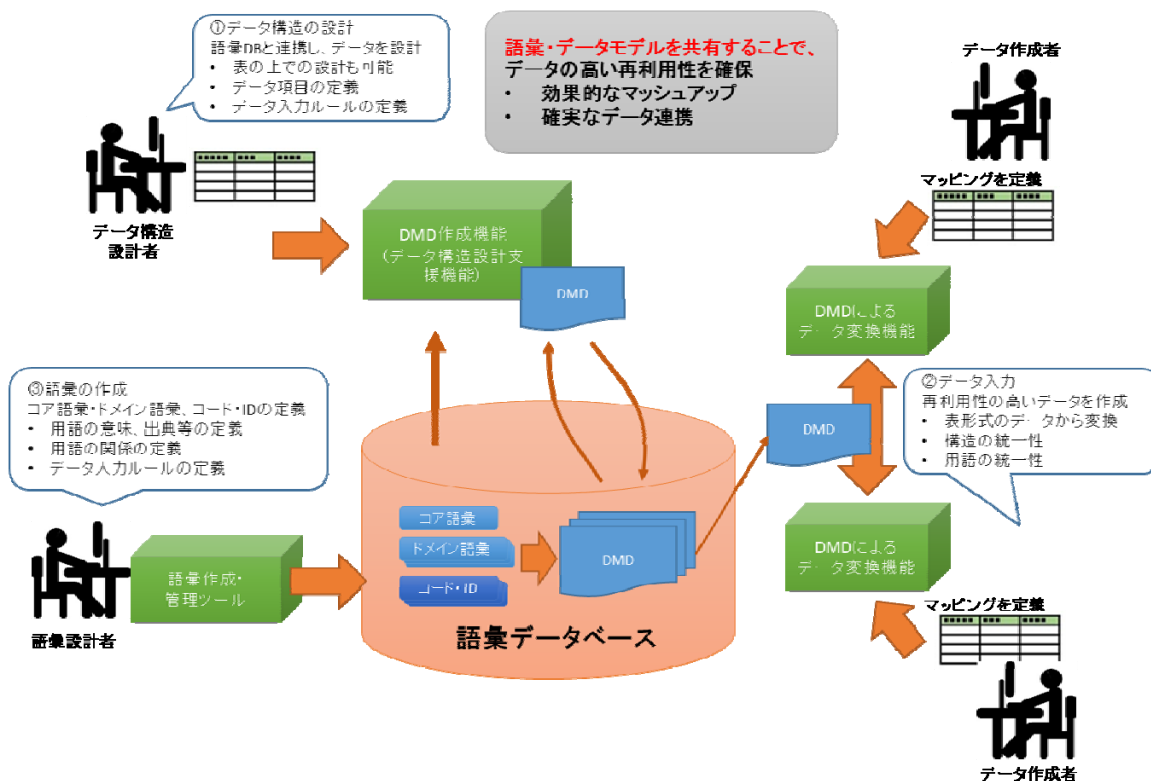 ①データ構造の設計
語彙DBと連携し、データを設計
• 表の上での設計も可能
• データ項目の定義
• データ入力ルールの定義
語彙・データモデルを共有することで、
データの高い再利用性を確保
• 効果的なマッシュアップ
• 確実なデータ連携
データ作成者
マッピングを定義
データ構造
設計者
DMD作成機能
(データ構造設計支
援機能)
DMD
DMDによる
データ変換機能
③語彙の作成
コア語彙・ドメイン語彙、コード・IDの定義
• 用語の意味、出典等の定義
• 用語の関係の定義
• データ入力ルールの定義
②データ入力
再利用性の高いデータを作成
• 表形式のデータから変換
• 構造の統一性
• 用語の統一性
DMD
コア語彙
ドメイン語彙
コード・ID
DMD
語彙データベース
語彙作成・
管理ツール
語彙設計者
DMDによる
データ変換機能
マッピングを定義
データ作成者